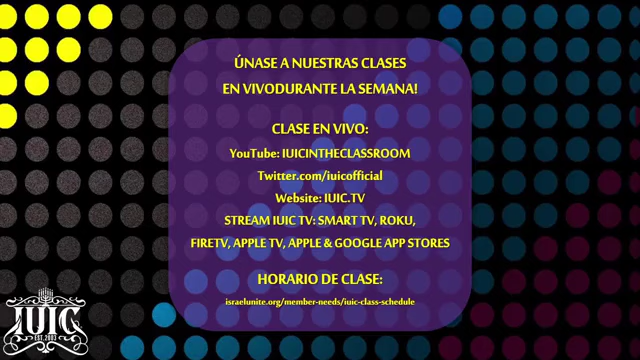 ÚNASE A NUESTRAS CLASES
EN VIVODURANTE LA SEMANA!
CLASE EN VIVO:
YouTube: IUICINTHECLASSROOM
Twitter.com/iuicofficial
Website: IUIC.TV
STREAM IUIC TV: SMART TV, ROKU,
FIRETV, APPLE TV, APPLE & GOOGLE APP STORES
HORARIO DE CLASE:
israelunite.org/member-needs/iuic-class-schedule
IUIC
EST. 2003